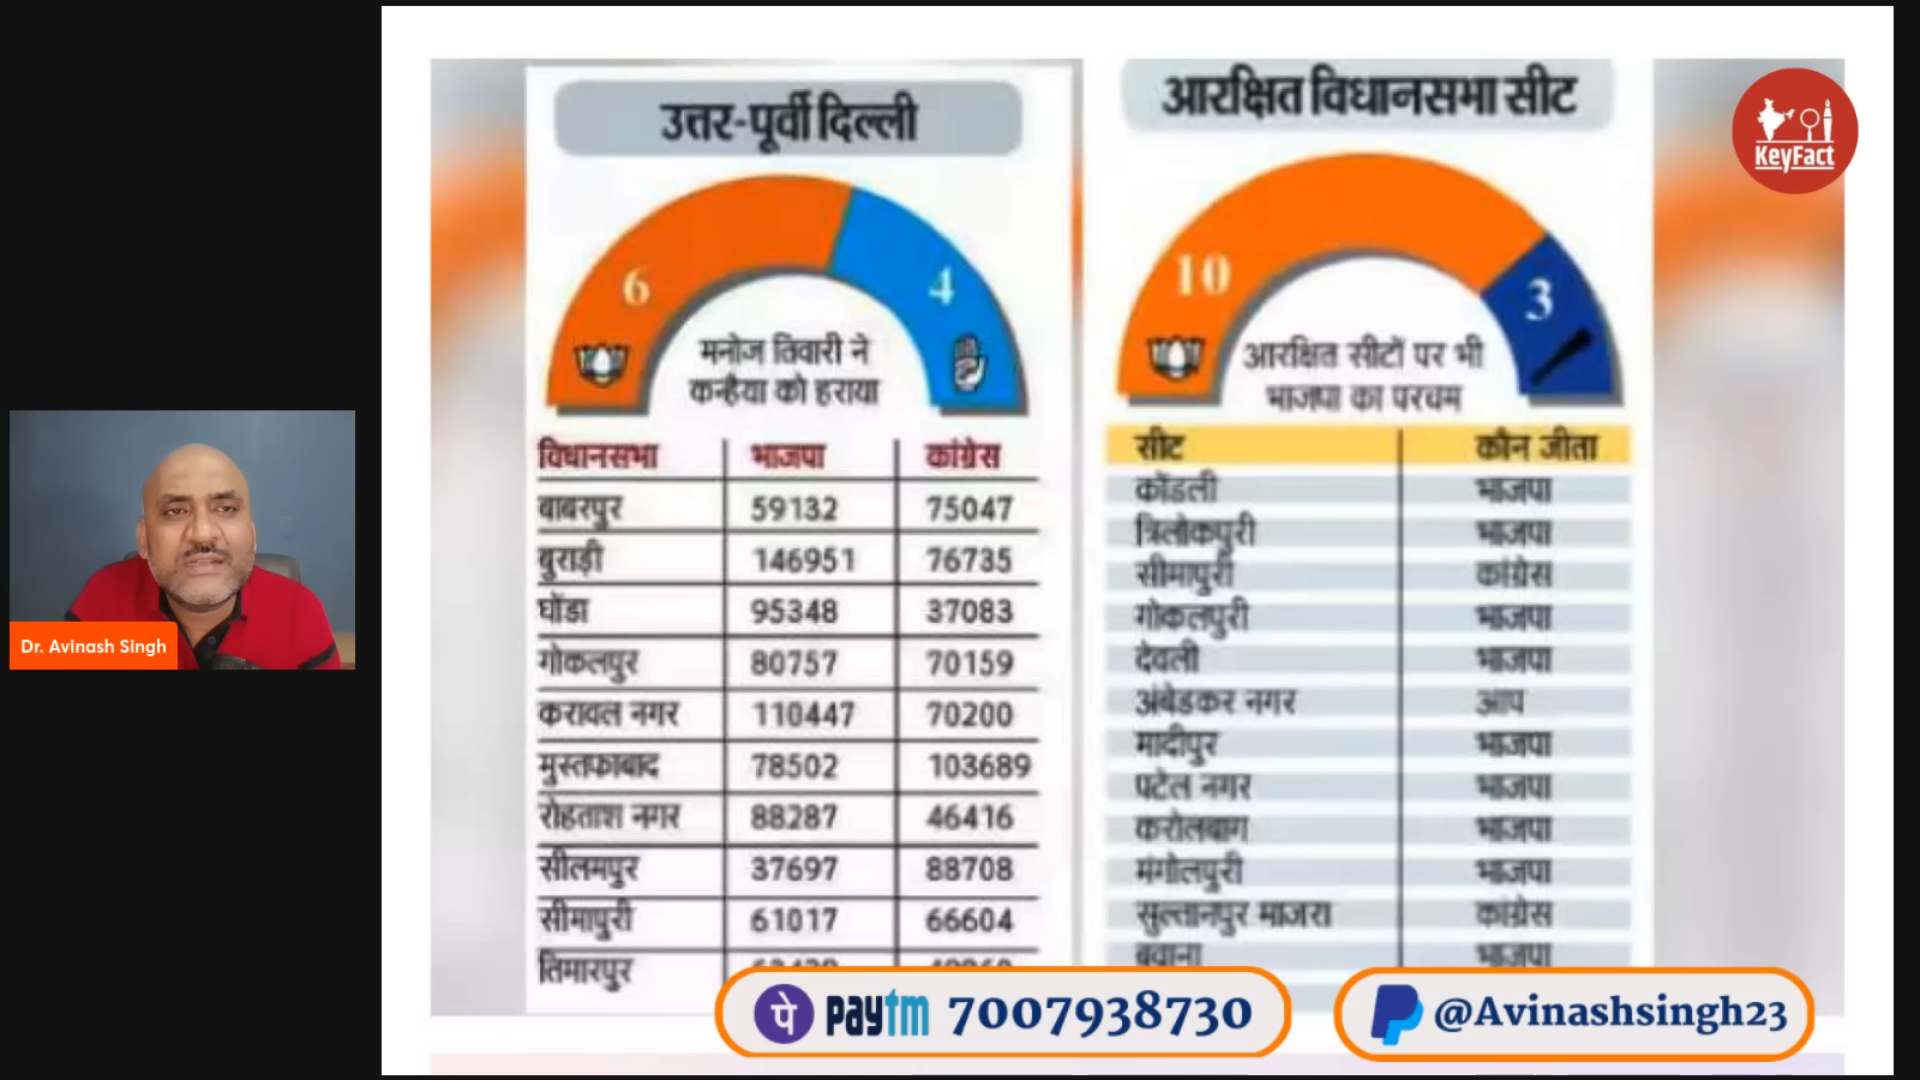 उत्तर-पूर्वी दिल्ली
6
4
मनोज तिवारी ने
कन्हैया को हराया
विधानसभा भाजपा कांग्रेस
बाबरपुर 59132 75047
बुराड़ी 146951 76735
घोंडा 95348 37083
गोकलपुर 80757 70159
करावल नगर 110447 70200
मुस्तफाबाद 78502 103689
रोहताश नगर 88287 46416
सीलमपुर 37697 88708
सीमापुरी 61017 66604
तिमारपुर
आरक्षित विधानसभा सीट
10
3
आरक्षित सीटों पर भी
भाजपा का परचम
सीट कौन जीता
कोंडली भाजपा
त्रिलोकपुरी भाजपा
सीमापुरी कांग्रेस
गोकलपुरी भाजपा
देवली भाजपा
अंबेडकर नगर आप
मादीपुर भाजपा
पटेल नगर भाजपा
करोलबाग भाजपा
मंगोलपुरी भाजपा
सुल्तानपुर माजरा कांग्रेस
बवाना भाजपा
KeyFact
Dr. Avinash Singh
पे paytm 7007938730
@Avinashsingh23